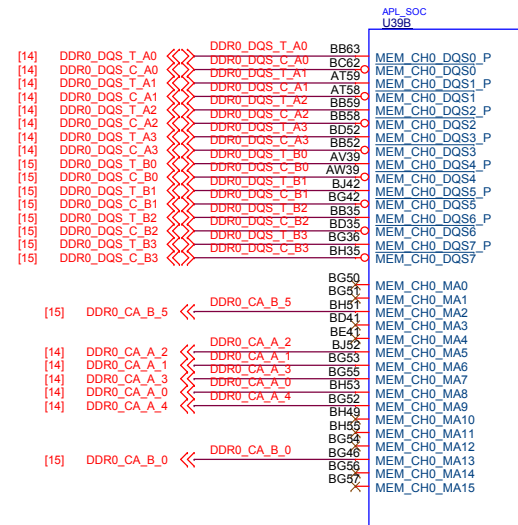 APL_SOC
U39B
[14] DDR0_DQS_T_A0 DDR0_DQS_T_A0 BB63 MEM_CH0_DQS0_P
[14] DDR0_DQS_C_A0 DDR0_DQS_C_A0 BC62 MEM_CH0_DQS0
[14] DDR0_DQS_T_A1 DDR0_DQS_T_A1 AT59 MEM_CH0_DQS1_P
[14] DDR0_DQS_C_A1 DDR0_DQS_C_A1 AT58 MEM_CH0_DQS1
[14] DDR0_DQS_T_A2 DDR0_DQS_T_A2 BB59 MEM_CH0_DQS2_P
[14] DDR0_DQS_C_A2 DDR0_DQS_C_A2 BB58 MEM_CH0_DQS2
[14] DDR0_DQS_T_A3 DDR0_DQS_T_A3 BD52 MEM_CH0_DQS3_P
[14] DDR0_DQS_C_A3 DDR0_DQS_C_A3 BB52 MEM_CH0_DQS3
[15] DDR0_DQS_T_B0 DDR0_DQS_T_B0 AV39 MEM_CH0_DQS4_P
[15] DDR0_DQS_C_B0 DDR0_DQS_C_B0 AW39 MEM_CH0_DQS4
[15] DDR0_DQS_T_B1 DDR0_DQS_T_B1 BJ42 MEM_CH0_DQS5_P
[15] DDR0_DQS_C_B1 DDR0_DQS_C_B1 BG42 MEM_CH0_DQS5
[15] DDR0_DQS_T_B2 DDR0_DQS_T_B2 BB35 MEM_CH0_DQS6_P
[15] DDR0_DQS_C_B2 DDR0_DQS_C_B2 BD35 MEM_CH0_DQS6
[15] DDR0_DQS_T_B3 DDR0_DQS_T_B3 BG36 MEM_CH0_DQS7_P
[15] DDR0_DQS_C_B3 DDR0_DQS_C_B3 BH35 MEM_CH0_DQS7
BG50 MEM_CH0_MA0
BG51 MEM_CH0_MA1
[15] DDR0_CA_B_5 DDR0_CA_B_5 BH51 MEM_CH0_MA2
BD41 MEM_CH0_MA3
BE41 MEM_CH0_MA4
[14] DDR0_CA_A_2 DDR0_CA_A_2 BJ52 MEM_CH0_MA5
[14] DDR0_CA_A_1 DDR0_CA_A_1 BG53 MEM_CH0_MA6
[14] DDR0_CA_A_3 DDR0_CA_A_3 BG55 MEM_CH0_MA7
[14] DDR0_CA_A_0 DDR0_CA_A_0 BH53 MEM_CH0_MA8
[14] DDR0_CA_A_4 DDR0_CA_A_4 BG52 MEM_CH0_MA9
BH49 MEM_CH0_MA10
BH55 MEM_CH0_MA11
BG54 MEM_CH0_MA12
[15] DDR0_CA_B_0 DDR0_CA_B_0 BG46 MEM_CH0_MA13
BG56 MEM_CH0_MA14
BG57 MEM_CH0_MA15